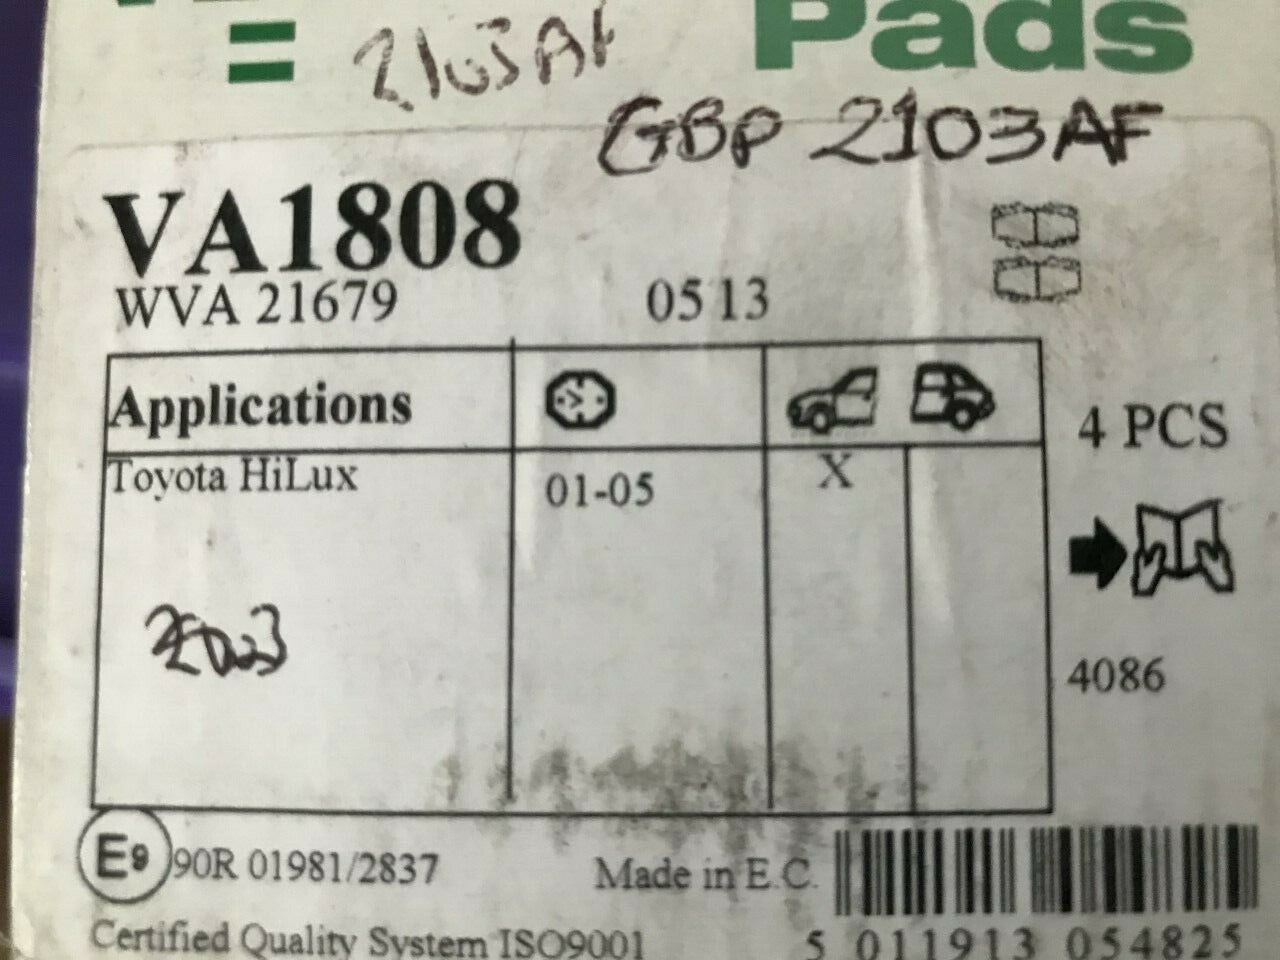 Pads
2103AF
GBP 2103AF
VA1808
WVA 21679 0513
Applications
Toyota HiLux 01-05 X
4 PCS
4086
E9 90R 01981/2837 Made in E.C.
Certified Quality System ISO9001 5 011913 054825